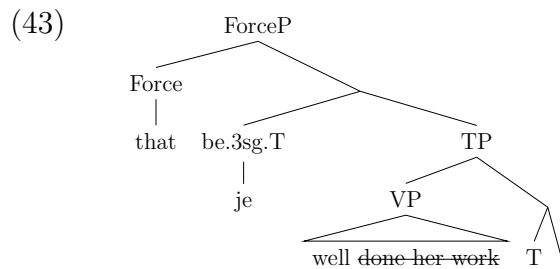 (43)
ForceP
Force
that be.3sg.T TP
je VP
well done her work T